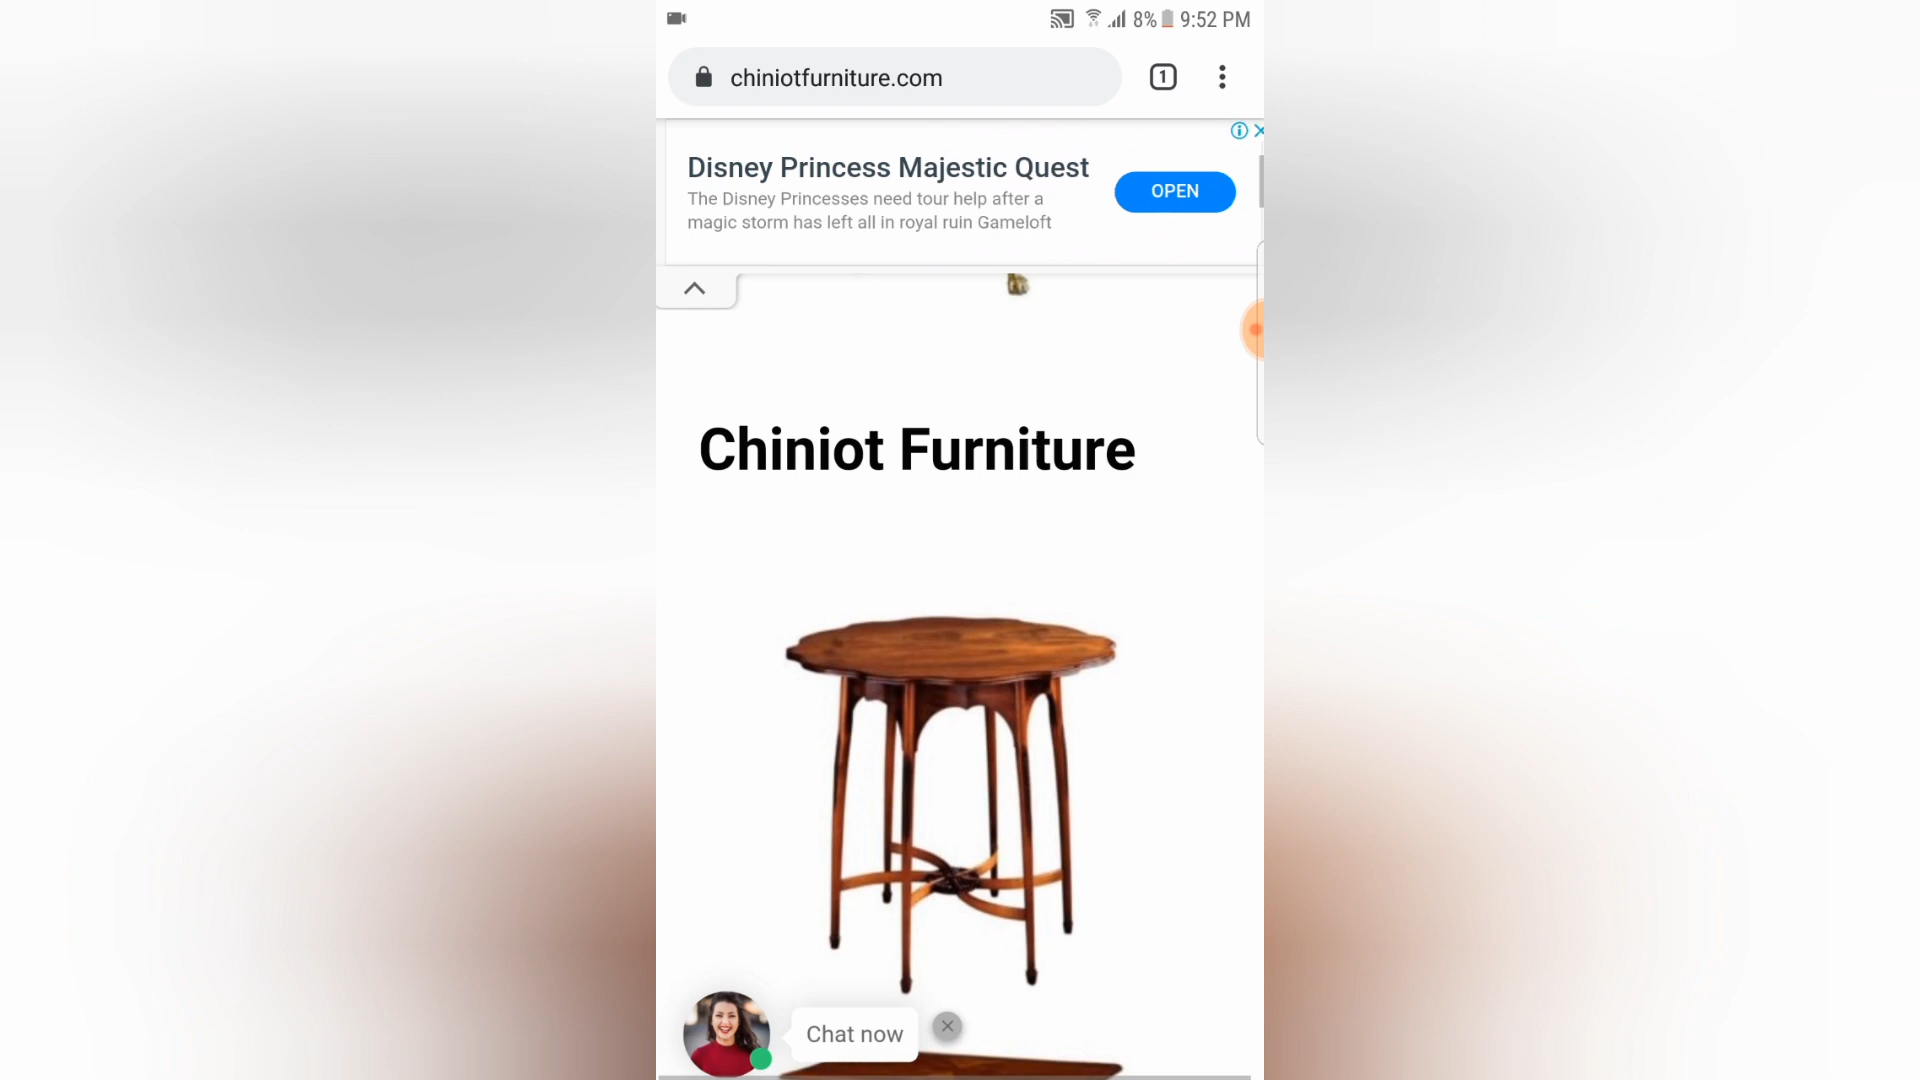 8% 9:52 PM
chiniotfurniture.com 1
Disney Princess Majestic Quest
The Disney Princesses need tour help after a
magic storm has left all in royal ruin Gameloft
OPEN
Chiniot Furniture
Chat now